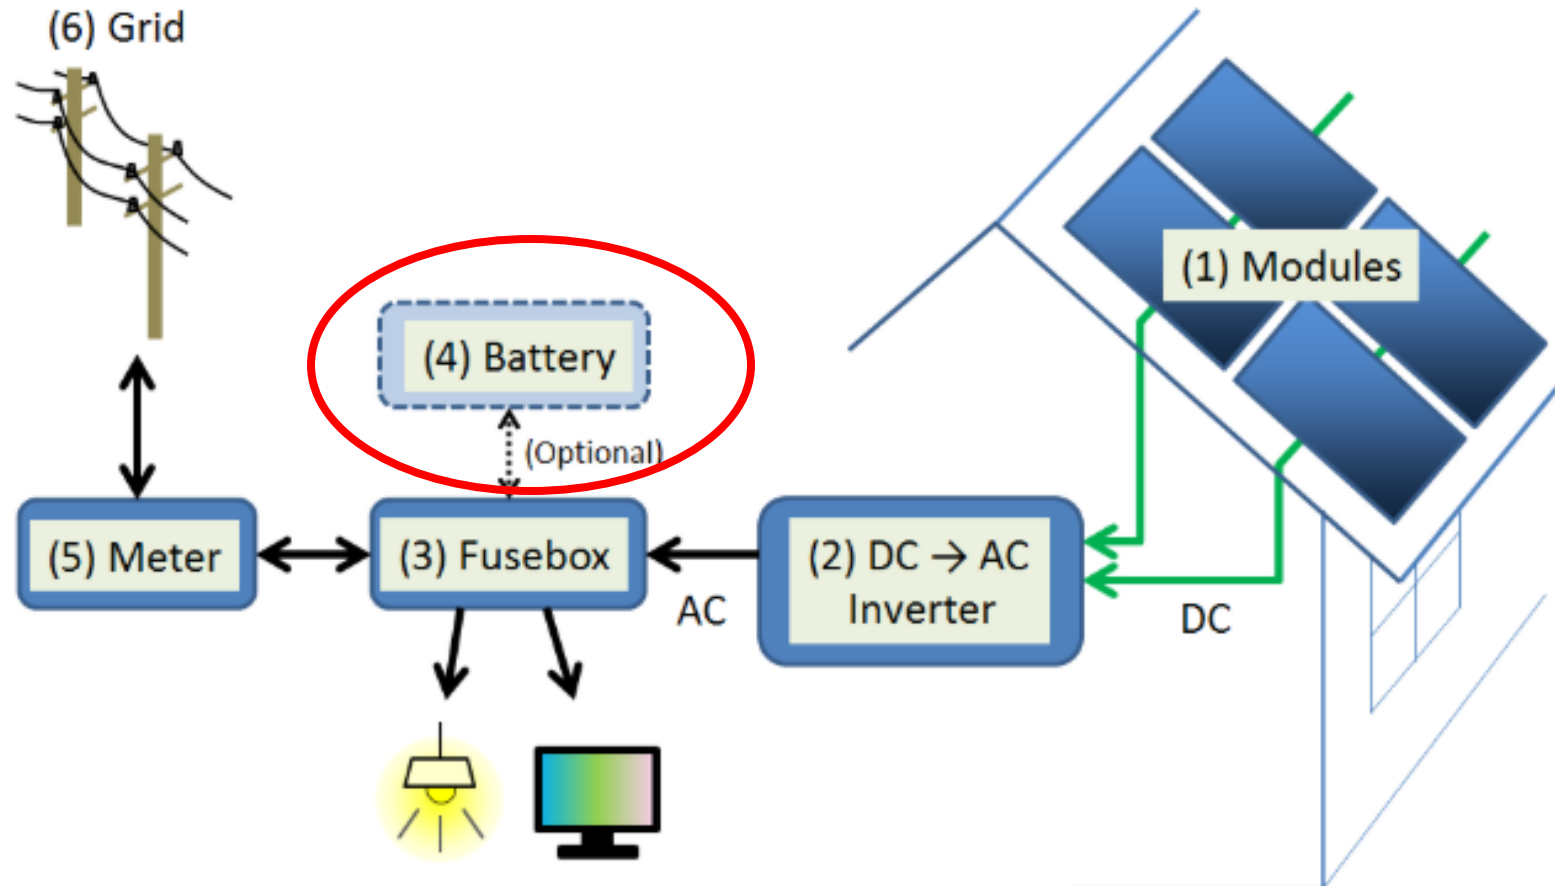 (6) Grid
(1) Modules
(4) Battery
(Optional)
(5) Meter
(3) Fusebox
(2) DC → AC
Inverter
AC
DC